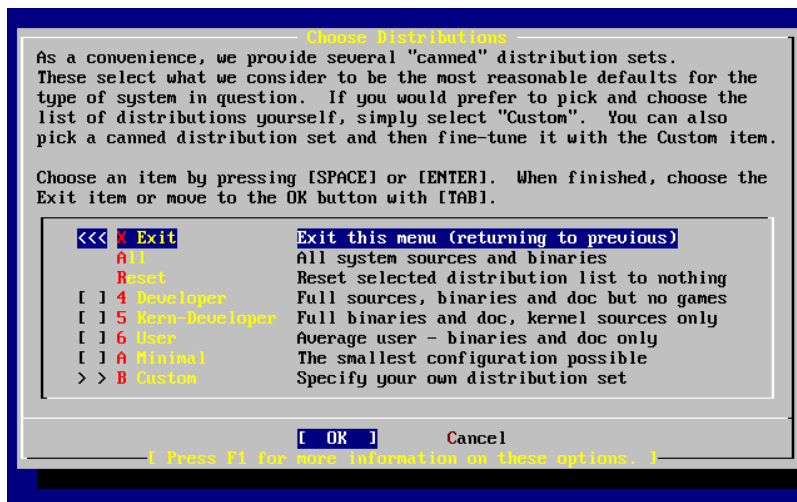 Choose Distributions
As a convenience, we provide several "canned" distribution sets.
These select what we consider to be the most reasonable defaults for the
type of system in question.  If you would prefer to pick and choose the
list of distributions yourself, simply select "Custom".  You can also
pick a canned distribution set and then fine-tune it with the Custom item.
Choose an item by pressing [SPACE] or [ENTER].  When finished, choose the
Exit item or move to the OK button with [TAB].
<<< X Exit Exit this menu (returning to previous)
All All system sources and binaries
Reset Reset selected distribution list to nothing
[ ] 4 Developer Full sources, binaries and doc but no games
[ ] 5 Kern-Developer Full binaries and doc, kernel sources only
[ ] 6 User Average user - binaries and doc only
[ ] A Minimal The smallest configuration possible
> > B Custom Specify your own distribution set
[ OK ] Cancel
[ Press F1 for more information on these options. ]